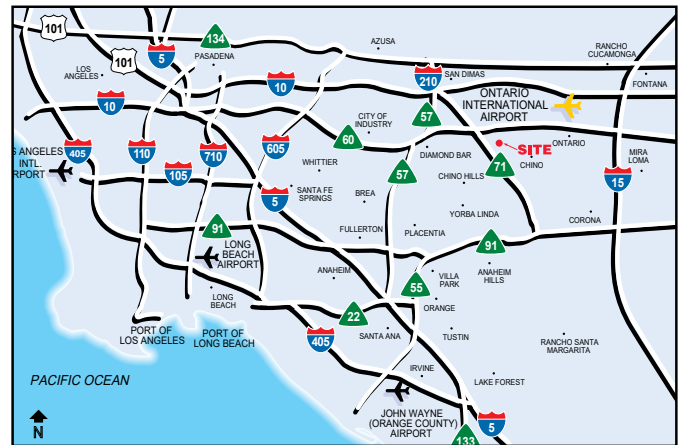 101
134
AZUSA
5
101
PASADENA
RANCHO
CUCAMONGA
LOS
ANGELES
210
SAN DIMAS
10
FONTANA
10
ONTARIO
INTERNATIONAL
AIRPORT
57
CITY OF
INDUSTRY
60
605
405
110
710
S ANGELES
INTL.
RPORT
DIAMOND BAR
SITE
ONTARIO
CHINO
MIRA
LOMA
WHITTIER
71
57
105
CHINO HILLS
15
SANTA FE
SPRINGS
BREA
5
YORBA LINDA
CORONA
91
FULLERTON
PLACENTIA
91
LONG
BEACH
AIRPORT
ANAHEIM
VILLA
PARK
ANAHEIM
HILLS
55
LONG
BEACH
ORANGE
22
PORT OF
LOS ANGELES
PORT OF
LONG BEACH
405
SANTA ANA
TUSTIN
RANCHO SANTA
MARGARITA
IRVINE
PACIFIC OCEAN
LAKE FOREST
JOHN WAYNE
(ORANGE COUNTY)
AIRPORT
5
N
133